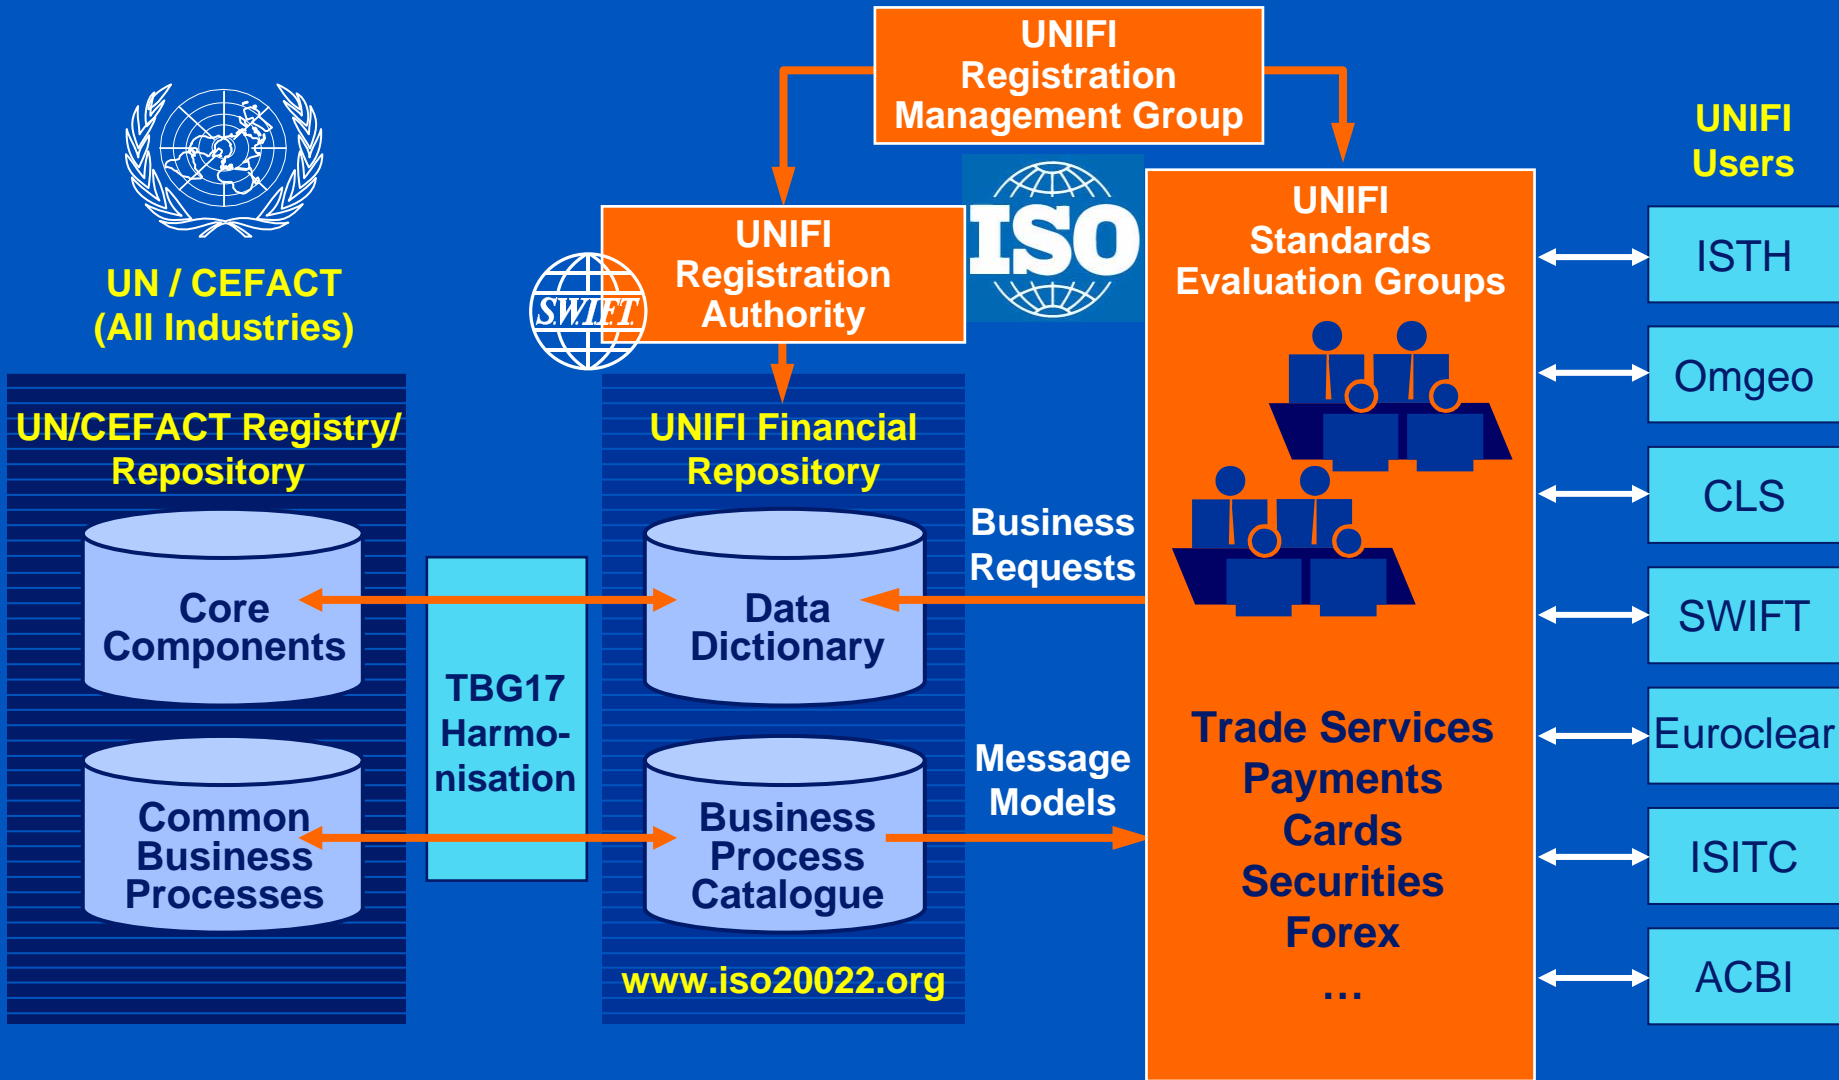 UNIFI
Registration
Management Group
UN / CEFACT
(All Industries)
UNIFI
Registration
Authority
S.W.I.F.T.
ISO
UNIFI
Standards
Evaluation Groups
UNIFI
Users
UN/CEFACT Registry/
Repository
Core
Components
Common
Business
Processes
TBG17
Harmo-
nisation
UNIFI Financial
Repository
Data
Dictionary
Business
Process
Catalogue
www.iso20022.org
Business
Requests
Message
Models
Trade Services
Payments
Cards
Securities
Forex
…
ISTH
Omgeo
CLS
SWIFT
Euroclear
ISITC
ACBI